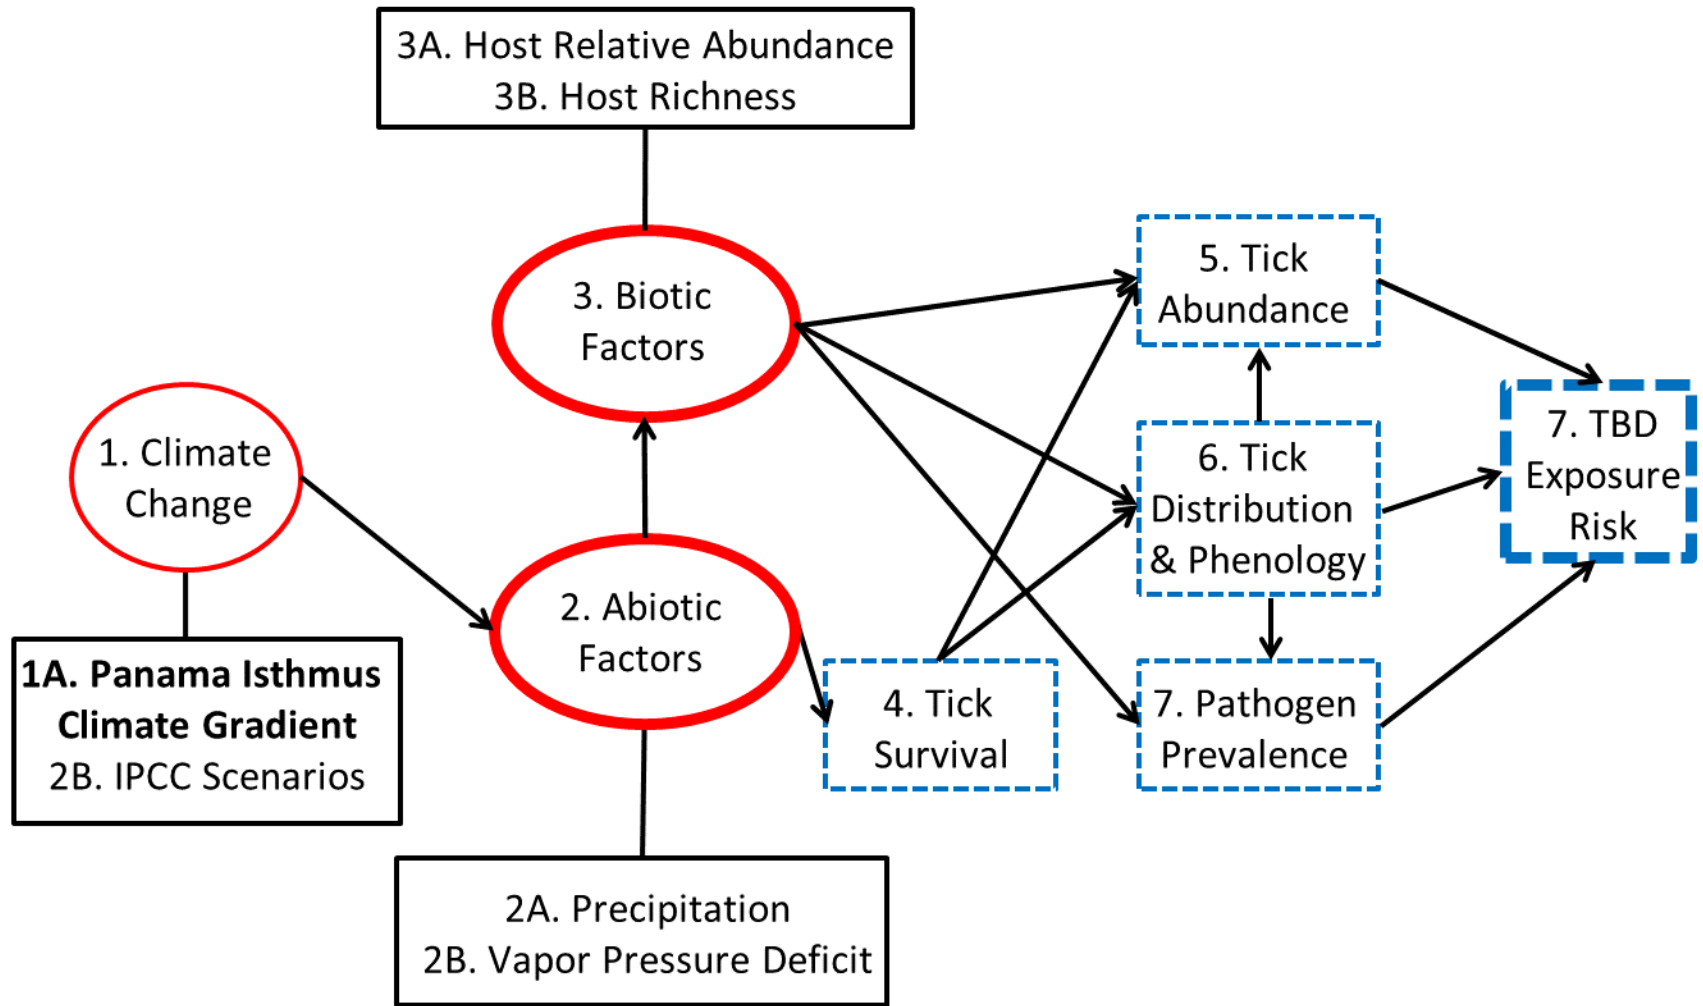 3A. Host Relative Abundance
3B. Host Richness
3. Biotic
Factors
5. Tick
Abundance
1. Climate
Change
6. Tick
Distribution
& Phenology
7. TBD
Exposure
Risk
2. Abiotic
Factors
1A. Panama Isthmus
Climate Gradient
2B. IPCC Scenarios
4. Tick
Survival
7. Pathogen
Prevalence
2A. Precipitation
2B. Vapor Pressure Deficit